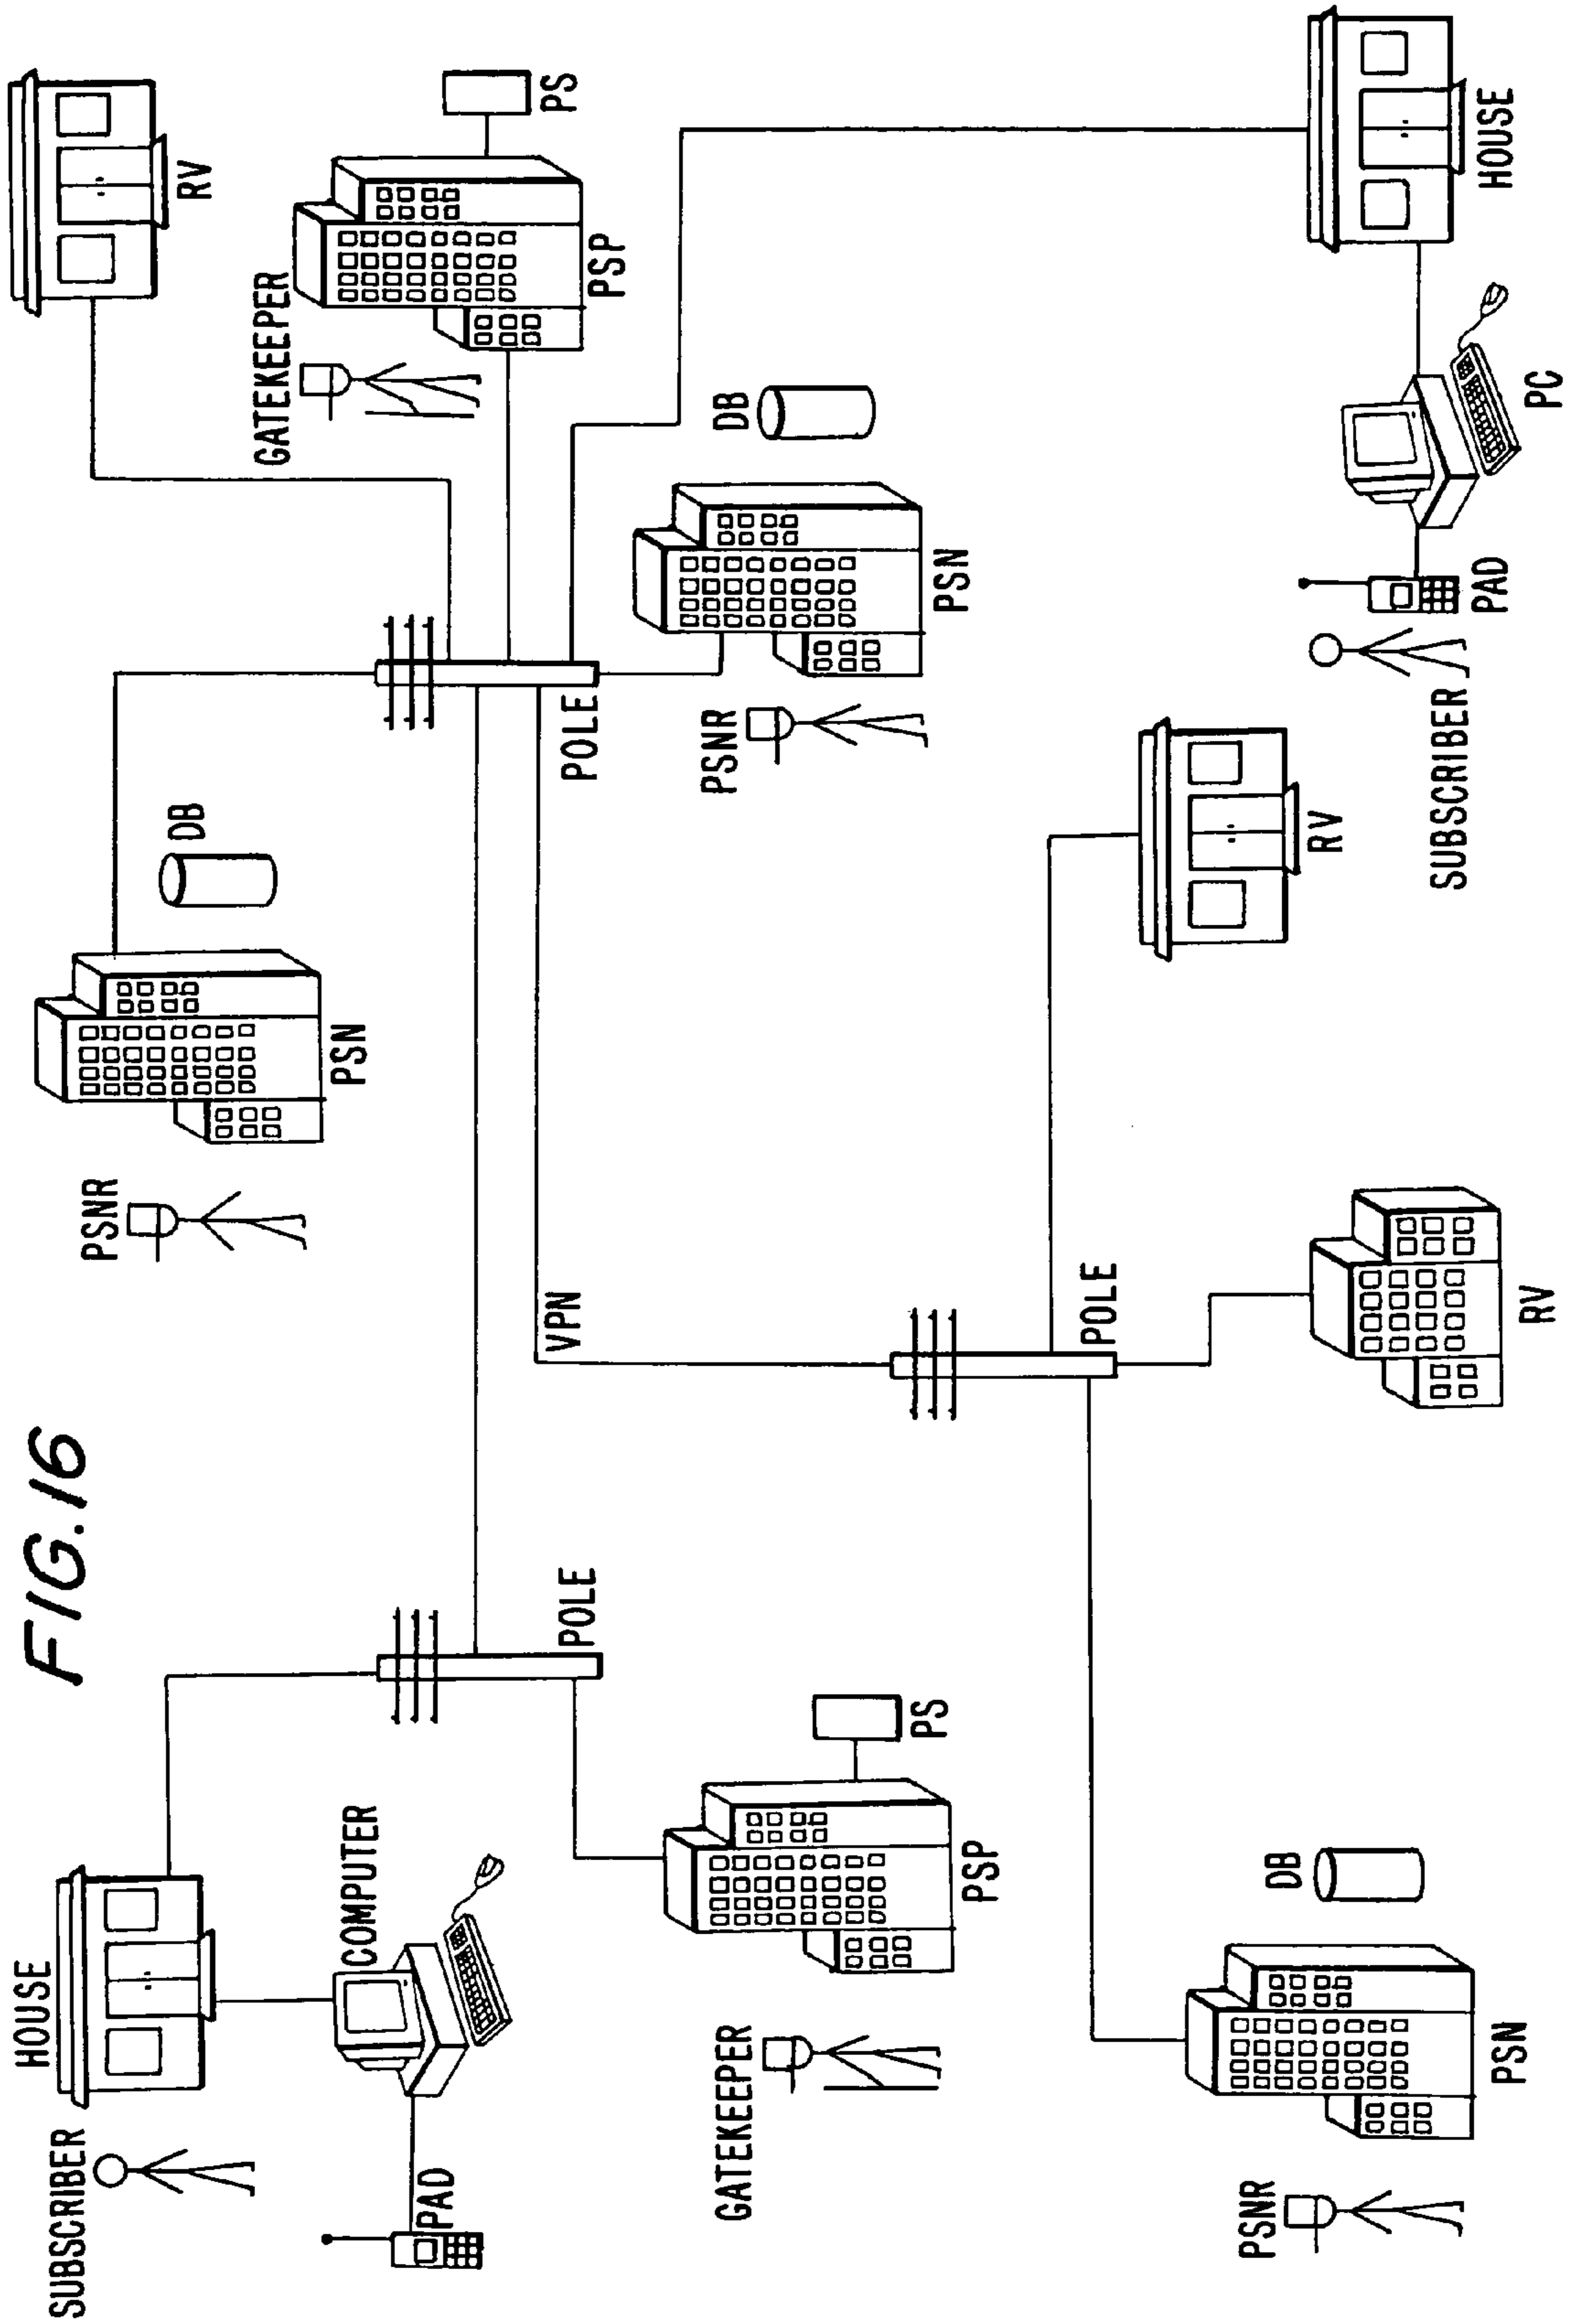 FIG.16
HOUSE
SUBSCRIBER
PSNR
DB
RV
GATEKEEPER
PSN
COMPUTER
PAD
PS
VPN
POLE
POLE
PSP
PSNR
DB
GATEKEEPER
PS
PSN
PSP
POLE
PSNR
DB
RV
SUBSCRIBER
PAD
HOUSE
PSN
RV
PC